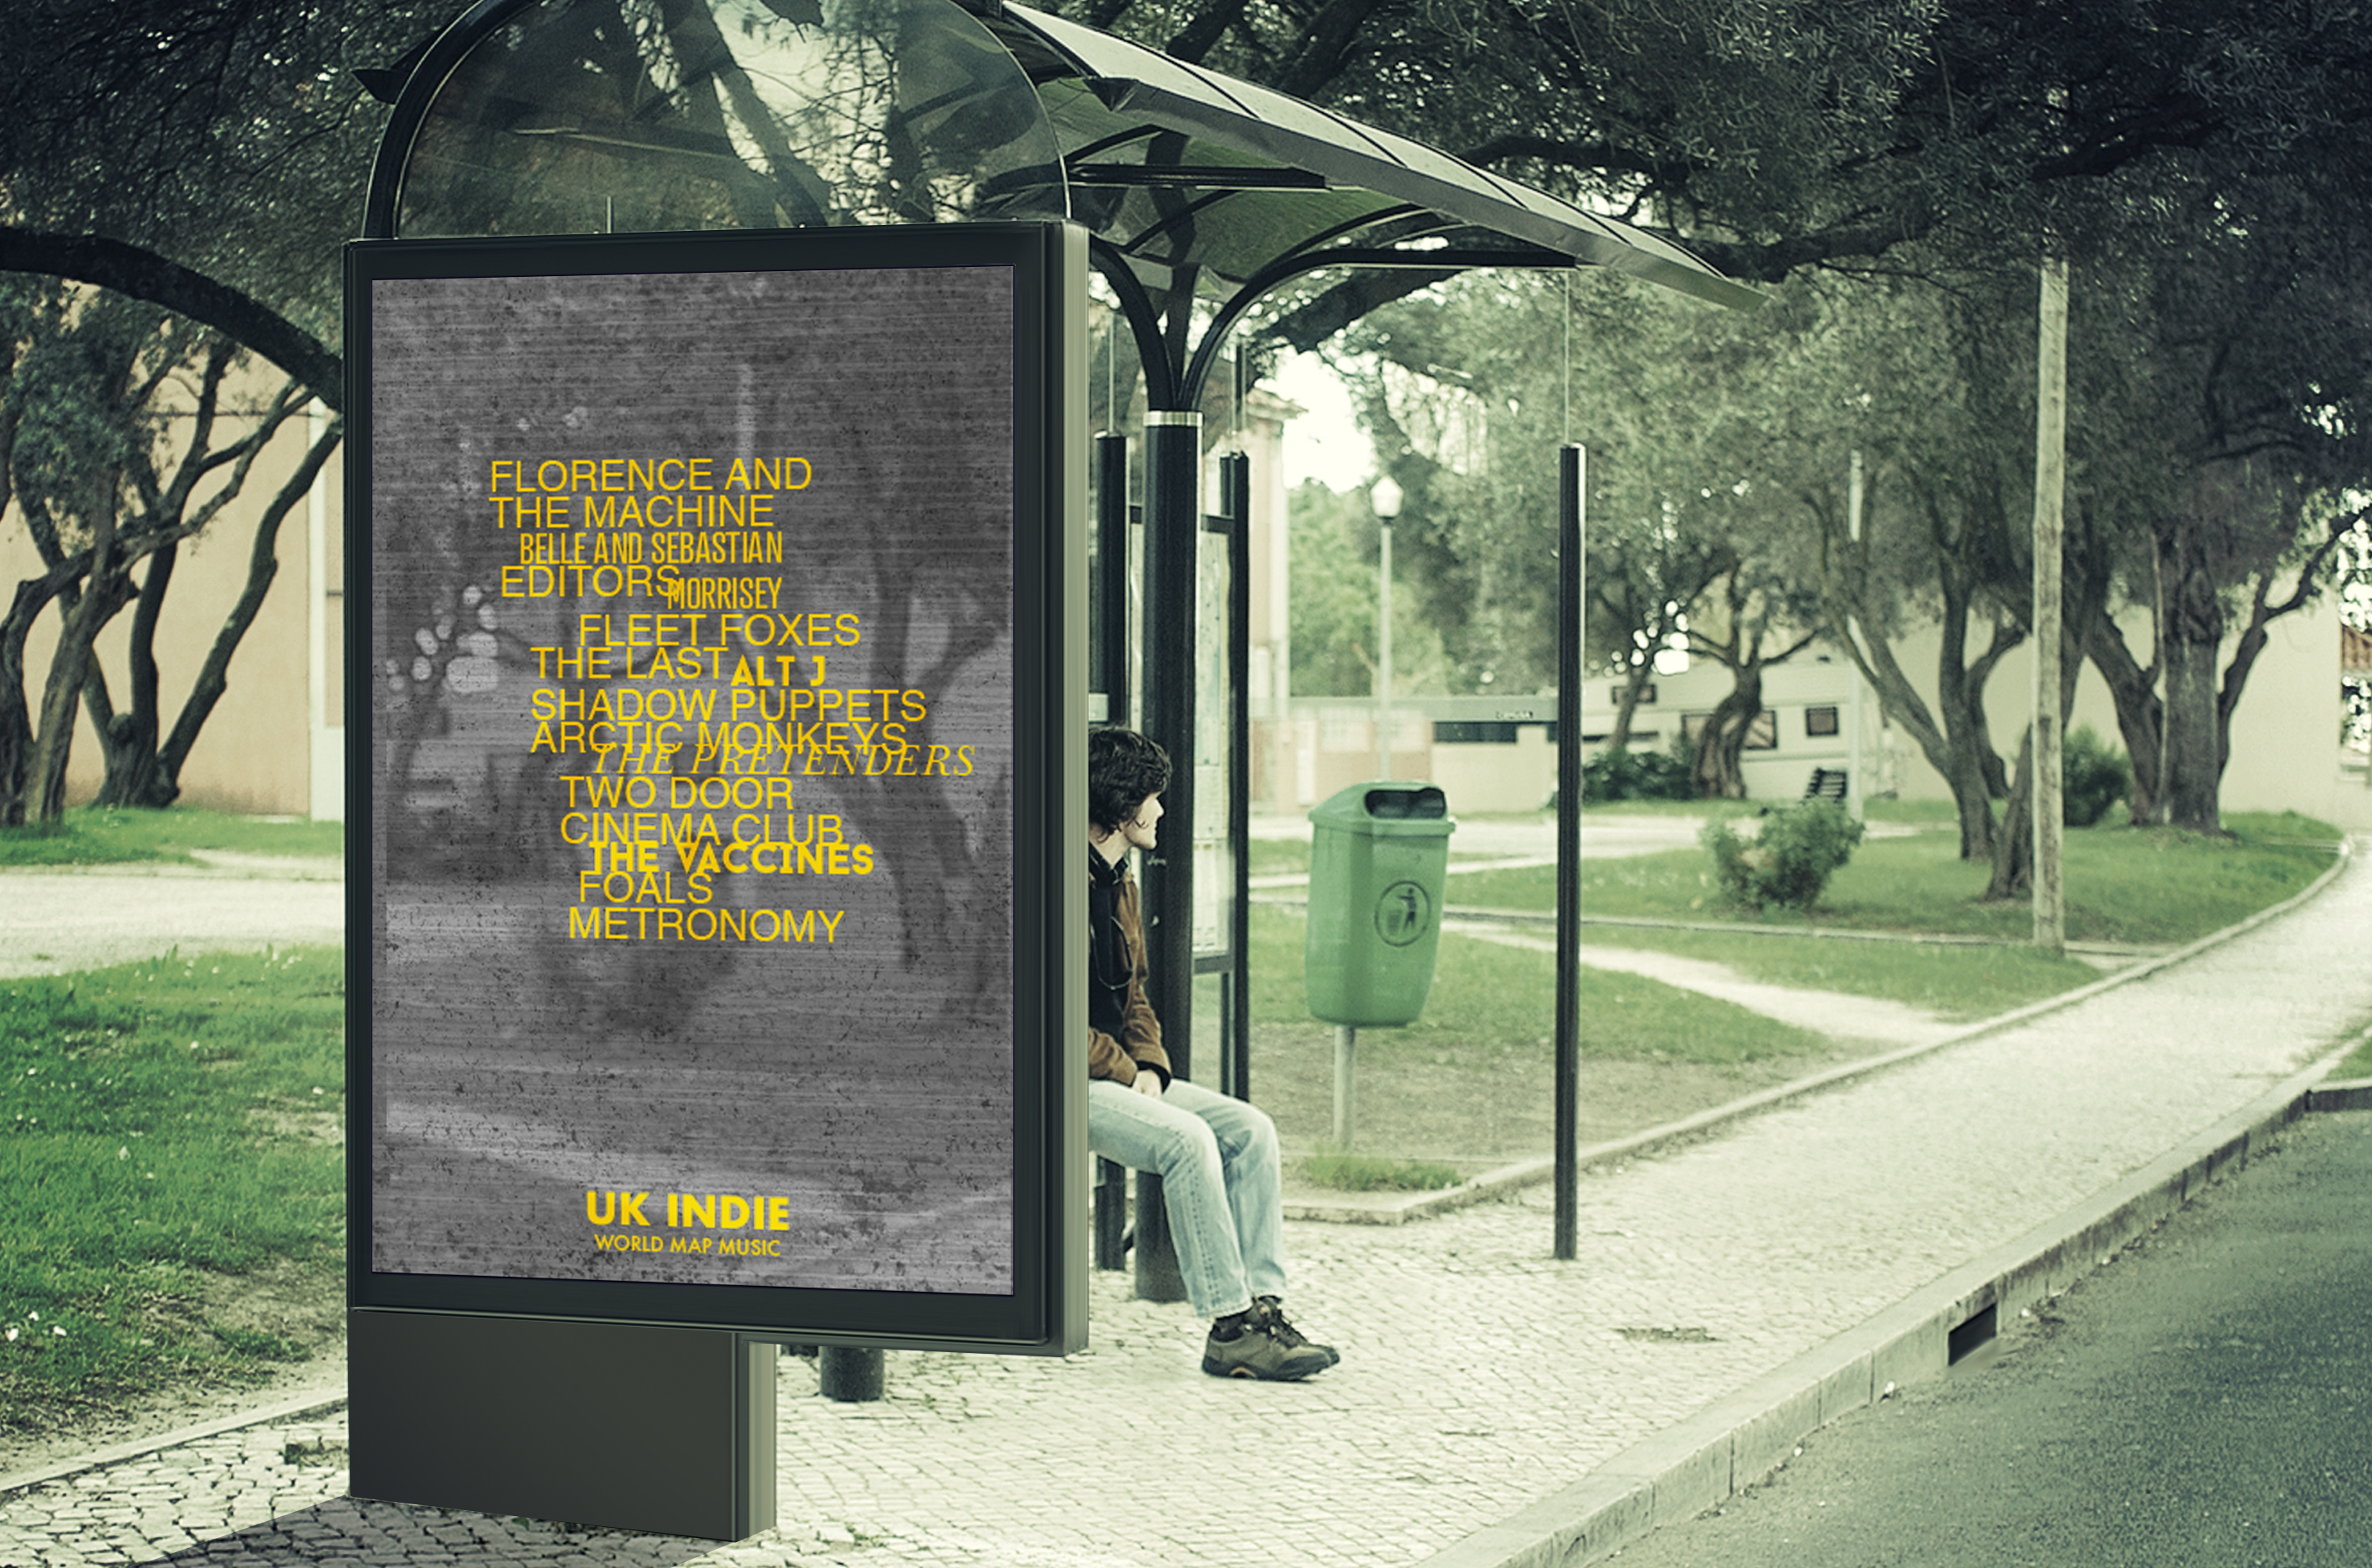 FLORENCE AND
THE MACHINE
BELLE AND SEBASTIAN
EDITORS
MORRISEY
FLEET FOXES
THE LAST
ALT J
SHADOW PUPPETS
ARCTIC MONKEYS
THE PRETENDERS
TWO DOOR
CINEMA CLUB
THE VACCINES
FOALS
METRONOMY
UK INDIE
WORLD MAP MUSIC